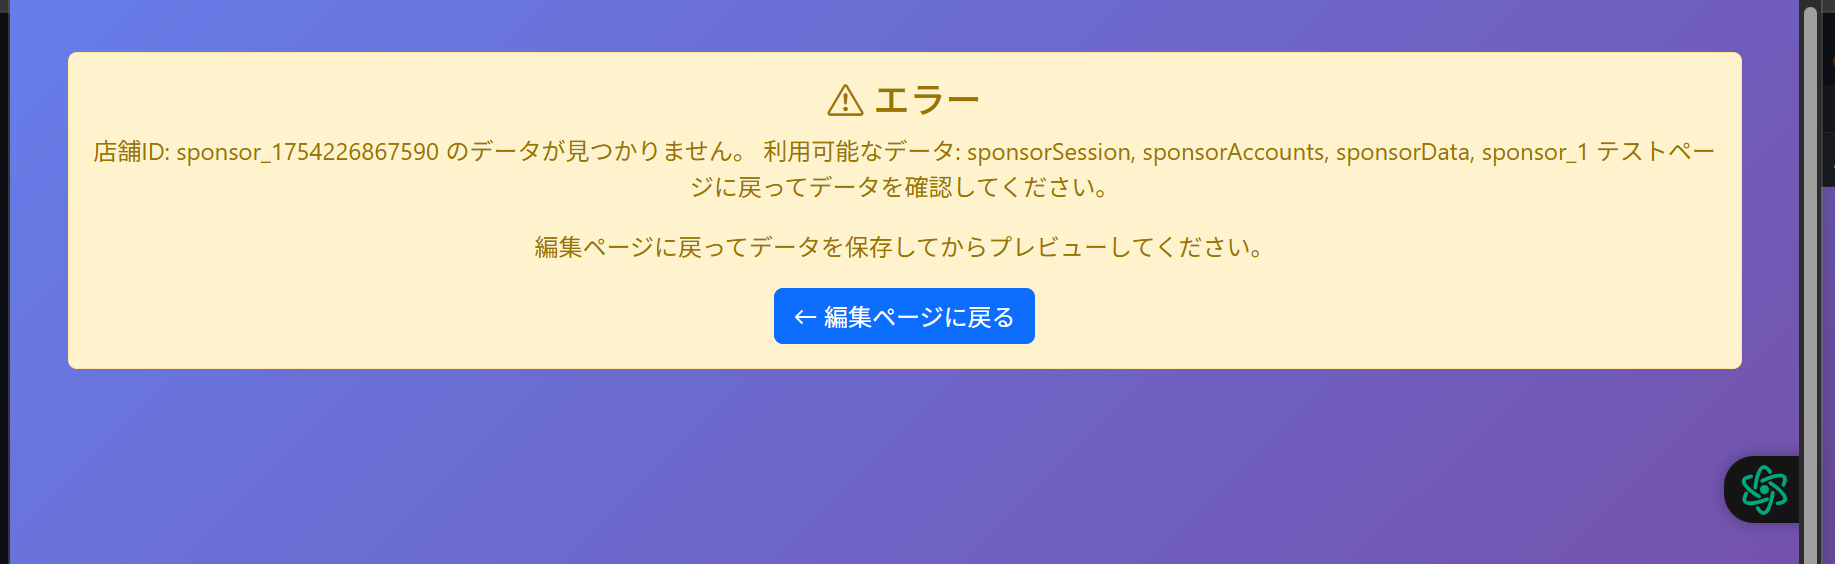 エラー
店舗ID: sponsor_1754226867590 のデータが見つかりません。 利用可能なデータ: sponsorSession, sponsorAccounts, sponsorData, sponsor_1 テストペー
ジに戻ってデータを確認してください。
編集ページに戻ってデータを保存してからプレビューしてください。
← 編集ページに戻る